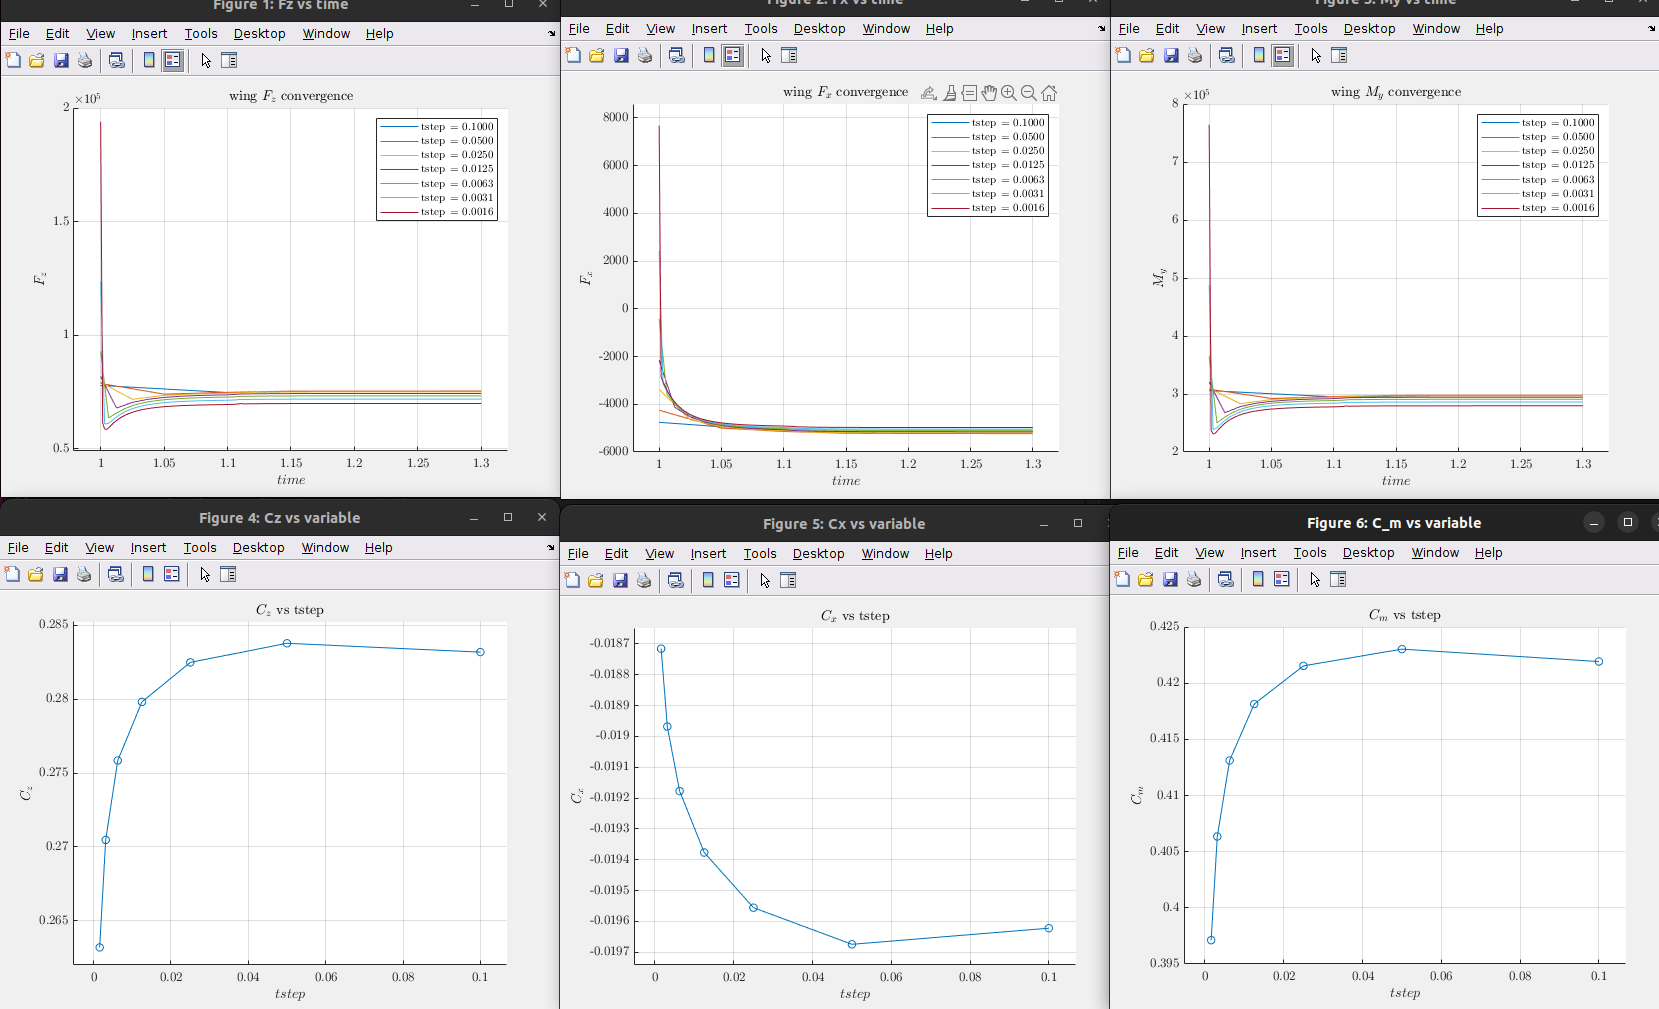 Figure 1: Fz vs time
File Edit View Insert Tools Desktop Window Help
wing F_z convergence
×10⁵
2
1.5
1
0.5
F_z
tstep = 0.1000
tstep = 0.0500
tstep = 0.0250
tstep = 0.0125
tstep = 0.0063
tstep = 0.0031
tstep = 0.0016
1 1.05 1.1 1.15 1.2 1.25 1.3
time
Figure 2: Fx vs time
File Edit View Insert Tools Desktop Window Help
wing F_x convergence
8000
6000
4000
2000
0
-2000
-4000
-6000
F_x
tstep = 0.1000
tstep = 0.0500
tstep = 0.0250
tstep = 0.0125
tstep = 0.0063
tstep = 0.0031
tstep = 0.0016
1 1.05 1.1 1.15 1.2 1.25 1.3
time
My vs time
File Edit View Insert Tools Desktop Window Help
wing M_y convergence
×10⁵
8
7
6
5
4
3
2
M_y
tstep = 0.1000
tstep = 0.0500
tstep = 0.0250
tstep = 0.0125
tstep = 0.0063
tstep = 0.0031
tstep = 0.0016
1 1.05 1.1 1.15 1.2 1.25 1.3
time
Figure 4: Cz vs variable
File Edit View Insert Tools Desktop Window Help
C_z vs tstep
0.285
0.28
0.275
0.27
0.265
C_z
0 0.02 0.04 0.06 0.08 0.1
tstep
Figure 5: Cx vs variable
File Edit View Insert Tools Desktop Window Help
C_x vs tstep
-0.0187
-0.0188
-0.0189
-0.019
-0.0191
-0.0192
-0.0193
-0.0194
-0.0195
-0.0196
-0.0197
C_x
0 0.02 0.04 0.06 0.08 0.1
tstep
Figure 6: C_m vs variable
File Edit View Insert Tools Desktop Window Help
C_m vs tstep
0.425
0.42
0.415
0.41
0.405
0.4
0.395
C_m
0 0.02 0.04 0.06 0.08 0.1
tstep